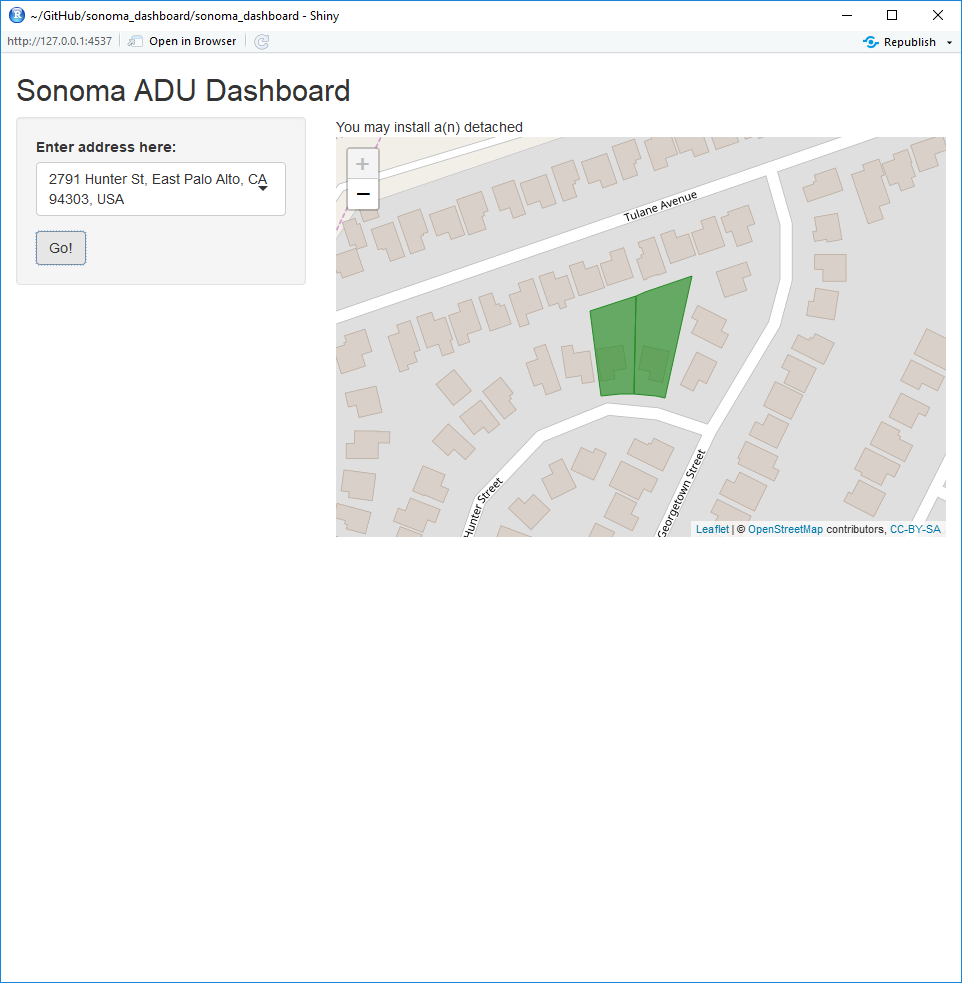 ~/GitHub/sonoma_dashboard/sonoma_dashboard - Shiny
http://127.0.0.1:4537 Open in Browser Republish
Sonoma ADU Dashboard
Enter address here:
2791 Hunter St, East Palo Alto, CA
94303, USA
Go!
You may install a(n) detached
+
−
Tulane Avenue
Hunter Street
Georgetown Street
Leaflet | © OpenStreetMap contributors, CC-BY-SA